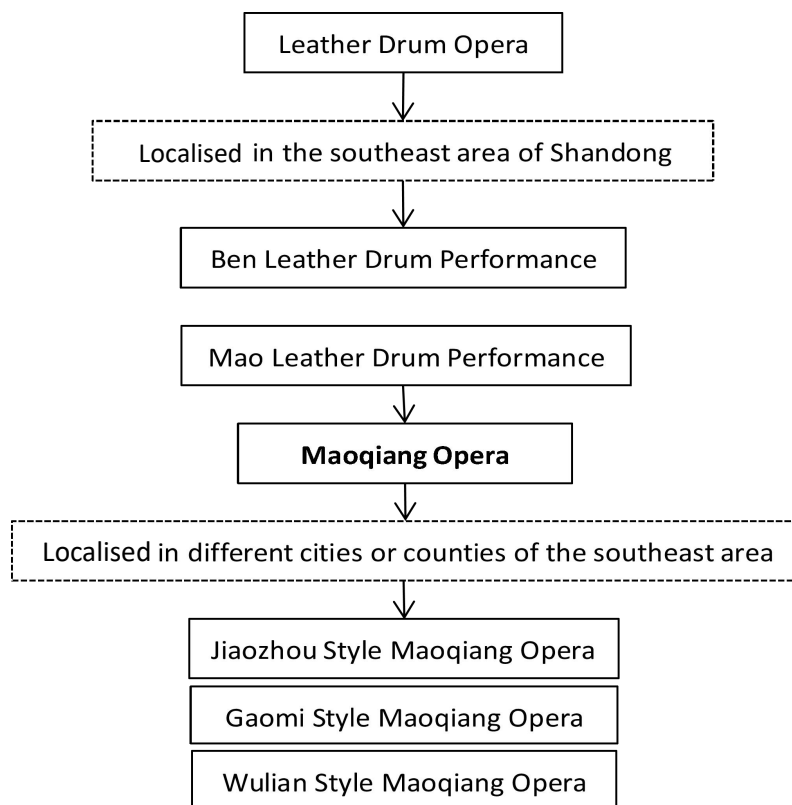 Leather Drum Opera
Localised in the southeast area of Shandong
Ben Leather Drum Performance
Mao Leather Drum Performance
Maoqiang Opera
Localised in different cities or counties of the southeast area
Jiaozhou Style Maoqiang Opera
Gaomi Style Maoqiang Opera
Wulian Style Maoqiang Opera